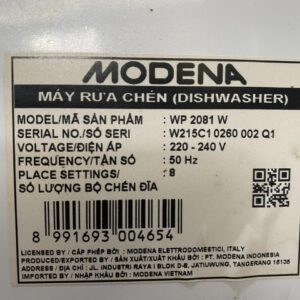 MODENA
MÁY RỬA CHÉN (DISHWASHER)
MODEL/MÃ SẢN PHẨM : WP 2081 W
SERIAL NO./SỐ SERI : W215C10260 002 Q1
VOLTAGE/ĐIỆN ÁP : 220 - 240 V
FREQUENCY/TẦN SỐ : 50 Hz
PLACE SETTINGS/ : 8
SỐ LƯỢNG BỘ CHÉN ĐĨA
8 991693 004654
LICENSED BY / CẤP PHÉP BỞI : MODENA ELETTRODOMESTICI, ITALY
PRODUCED/EXPORTED BY / SẢN XUẤT/XUẤT KHẨU BỞI : PT. MODENA INDONESIA
ADDRESS / ĐỊA CHỈ : JL. INDUSTRI RAYA I BLOK D-8, JATIUWUNG, TANGERANG 15136
IMPORTED BY / NHẬP KHẨU BỞI : MODENA VIETNAM